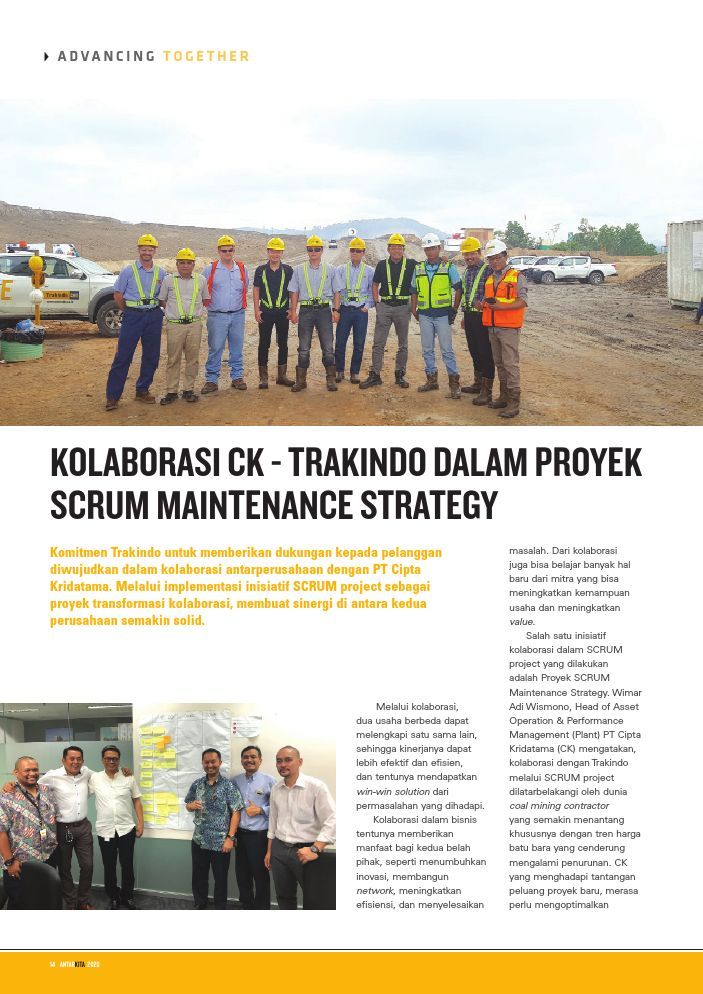 ADVANCING TOGETHER
Trakindo
KOLABORASI CK - TRAKINDO DALAM PROYEK
SCRUM MAINTENANCE STRATEGY
Komitmen Trakindo untuk memberikan dukungan kepada pelanggan
diwujudkan dalam kolaborasi antarperusahaan dengan PT Cipta
Kridatama. Melalui implementasi inisiatif SCRUM project sebagai
proyek transformasi kolaborasi, membuat sinergi di antara kedua
perusahaan semakin solid.
Melalui kolaborasi,
dua usaha berbeda dapat
melengkapi satu sama lain,
sehingga kinerjanya dapat
lebih efektif dan efisien,
dan tentunya mendapatkan
win-win solution dari
permasalahan yang dihadapi.
Kolaborasi dalam bisnis
tentunya memberikan
manfaat bagi kedua belah
pihak, seperti menumbuhkan
inovasi, membangun
network, meningkatkan
efisiensi, dan menyelesaikan
masalah. Dari kolaborasi
juga bisa belajar banyak hal
baru dari mitra yang bisa
meningkatkan kemampuan
usaha dan meningkatkan
value.
Salah satu inisiatif
kolaborasi dalam SCRUM
project yang dilakukan
adalah Proyek SCRUM
Maintenance Strategy. Wimar
Adi Wismono, Head of Asset
Operation & Performance
Management (Plant) PT Cipta
Kridatama (CK) mengatakan,
kolaborasi dengan Trakindo
melalui SCRUM project
dilatarbelakangi oleh dunia
coal mining contractor
yang semakin menantang
khususnya dengan tren harga
batu bara yang cenderung
mengalami penurunan. CK
yang menghadapi tantangan
peluang proyek baru, merasa
perlu mengoptimalkan
14 ANTARKITA 2020